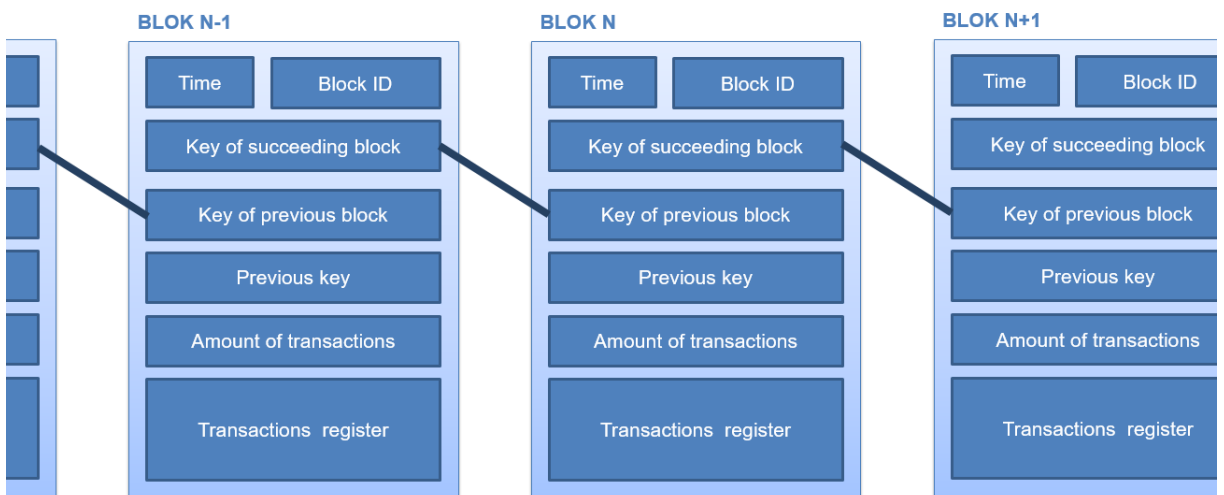 BLOK N-1
Time
Block ID
Key of succeeding block
Key of previous block
Previous key
Amount of transactions
Transactions register
BLOK N
Time
Block ID
Key of succeeding block
Key of previous block
Previous key
Amount of transactions
Transactions register
BLOK N+1
Time
Block ID
Key of succeeding block
Key of previous block
Previous key
Amount of transactions
Transactions register